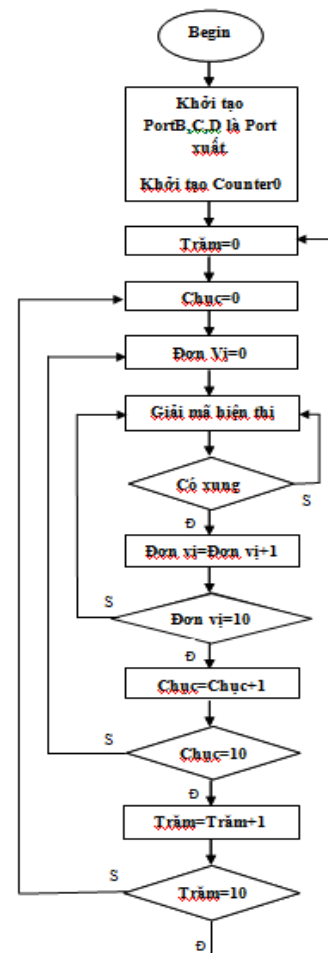 Begin
Khởi tạo
PortB,C,D là Port
xuất
Khởi tạo Counter0
Trăm=0
Chục=0
Đơn Vị=0
Giải mã hiện thị
Có xung
S
Đ
Đơn vị=Đơn vị+1
S
Đơn vị=10
Đ
Chục=Chục+1
S
Chục=10
Đ
Trăm=Trăm+1
S
Trăm=10
Đ